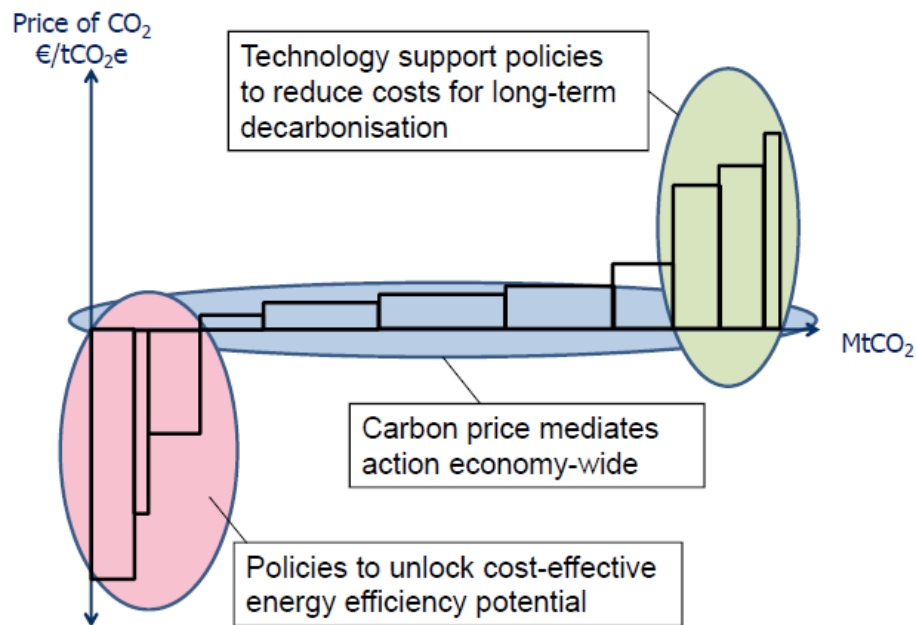 Price of CO₂
€/tCO₂e
Technology support policies
to reduce costs for long-term
decarbonisation
MtCO₂
Carbon price mediates
action economy-wide
Policies to unlock cost-effective
energy efficiency potential